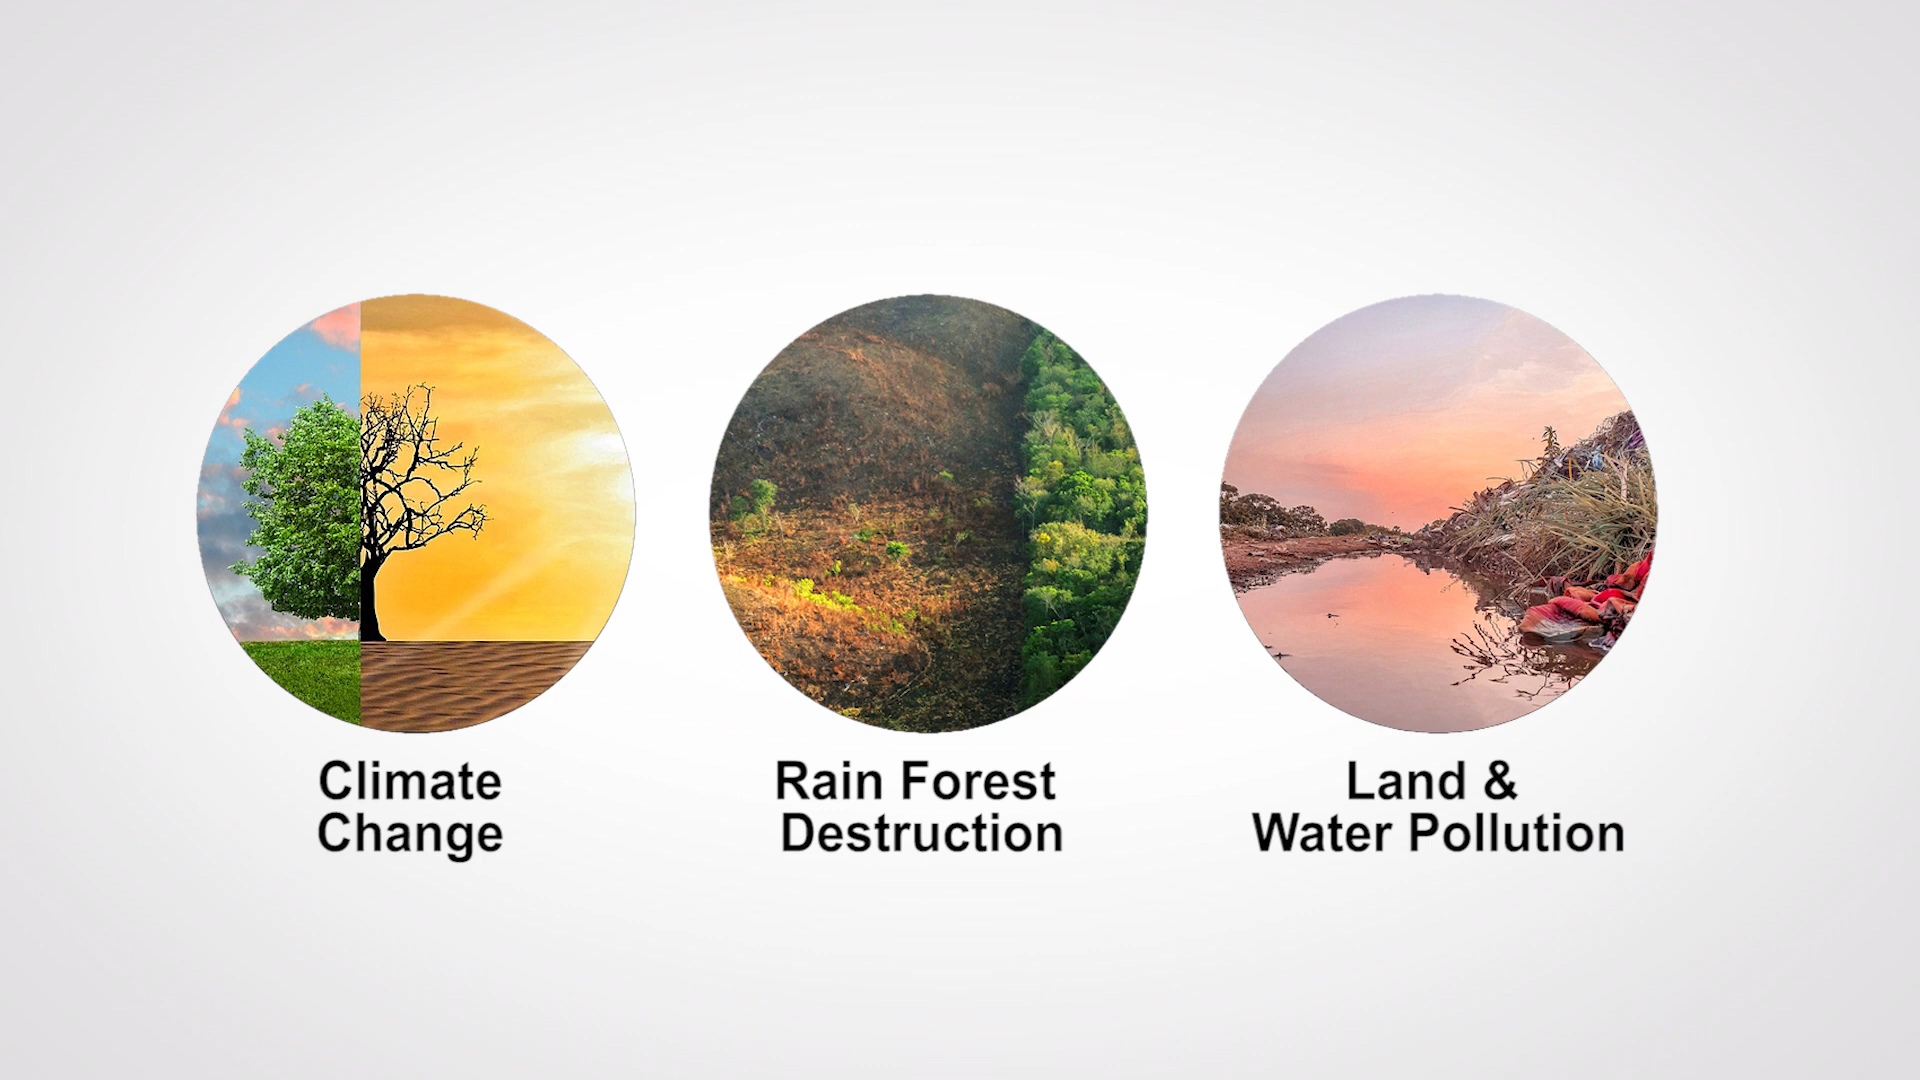 Climate
Change
Rain Forest
Destruction
Land &
Water Pollution